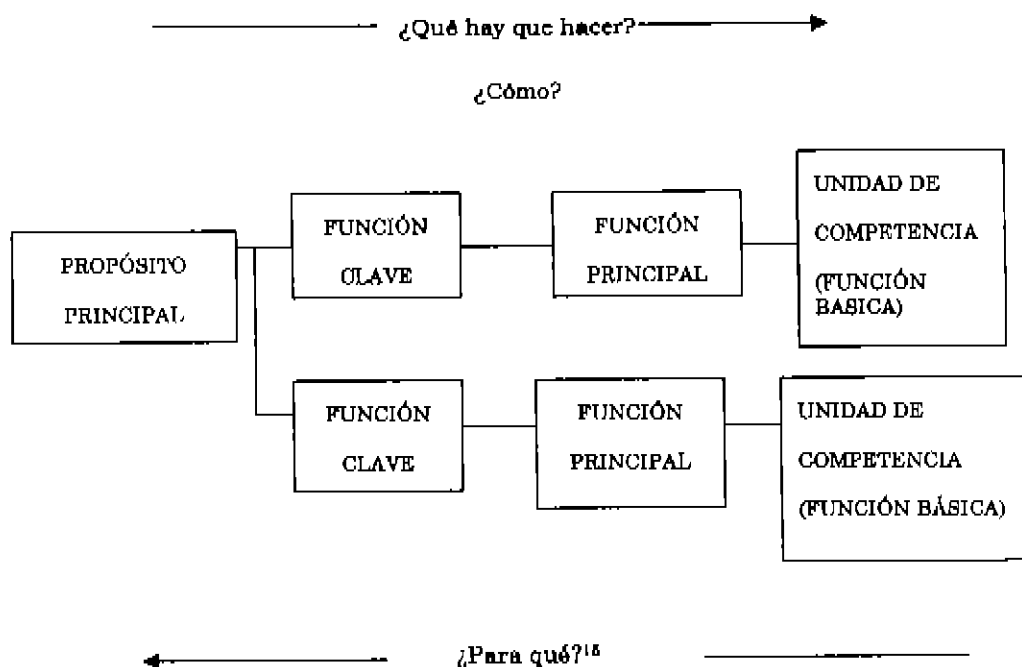 ¿Qué hay que hacer?
¿Cómo?
PROPÓSITO
PRINCIPAL
FUNCIÓN
CLAVE
FUNCIÓN
PRINCIPAL
UNIDAD DE
COMPETENCIA
(FUNCIÓN
BASICA)
FUNCIÓN
CLAVE
FUNCIÓN
PRINCIPAL
UNIDAD DE
COMPETENCIA
(FUNCIÓN BÁSICA)
¿Para qué?¹⁵